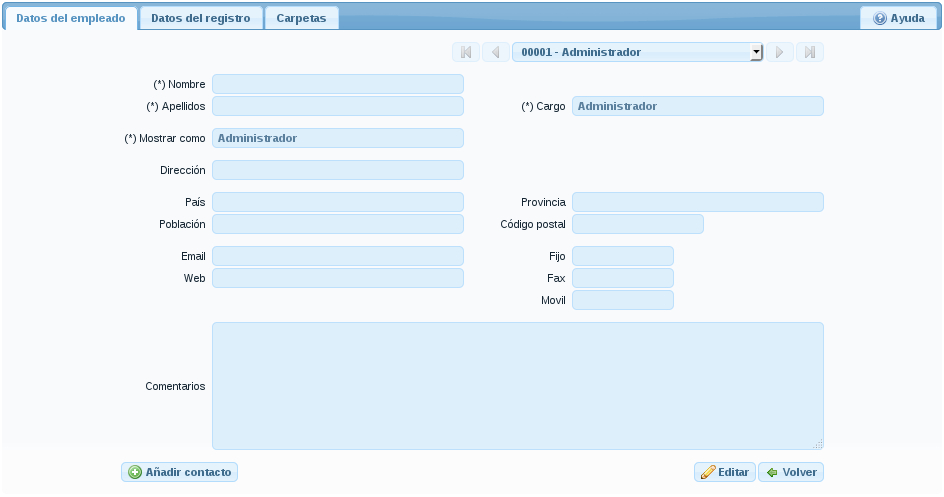 Datos del empleado Datos del registro Carpetas Ayuda
00001 - Administrador
(*) Nombre
(*) Apellidos (*) Cargo Administrador
(*) Mostrar como Administrador
Dirección
País Provincia
Población Código postal
Email Fijo
Web Fax
Movil
Comentarios
Añadir contacto Editar Volver